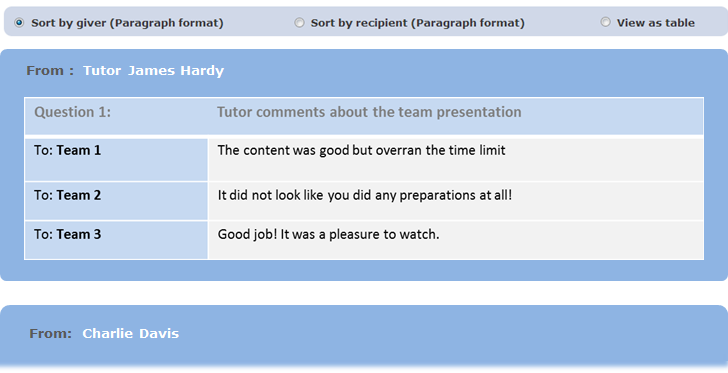 Sort by giver (Paragraph format) Sort by recipient (Paragraph format) View as table
From : Tutor James Hardy
Question 1: Tutor comments about the team presentation
To: Team 1 The content was good but overran the time limit
To: Team 2 It did not look like you did any preparations at all!
To: Team 3 Good job! It was a pleasure to watch.
From: Charlie Davis